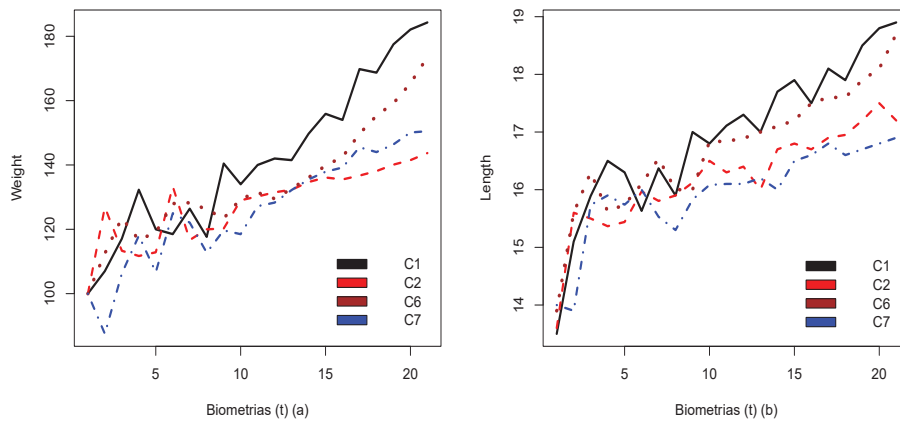 Weight
180
160
140
120
100
5
10
15
20
Biometrias (t) (a)
C1
C2
C6
C7
Length
19
18
17
16
15
14
5
10
15
20
Biometrias (t) (b)
C1
C2
C6
C7